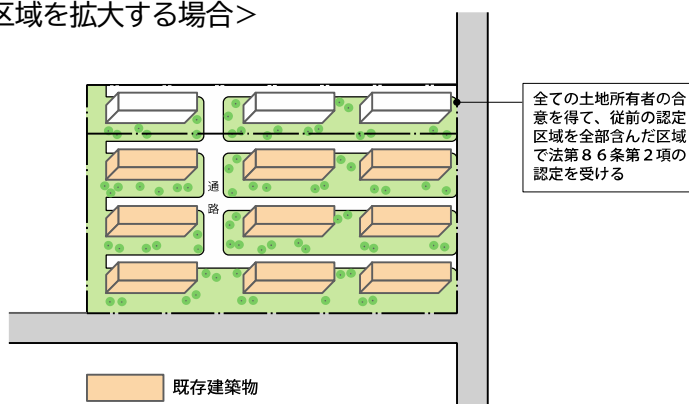 区域を拡大する場合＞
全ての土地所有者の合
意を得て、従前の認定
区域を全部含んだ区域
で法第８６条第２項の
認定を受ける
通
路
既存建築物